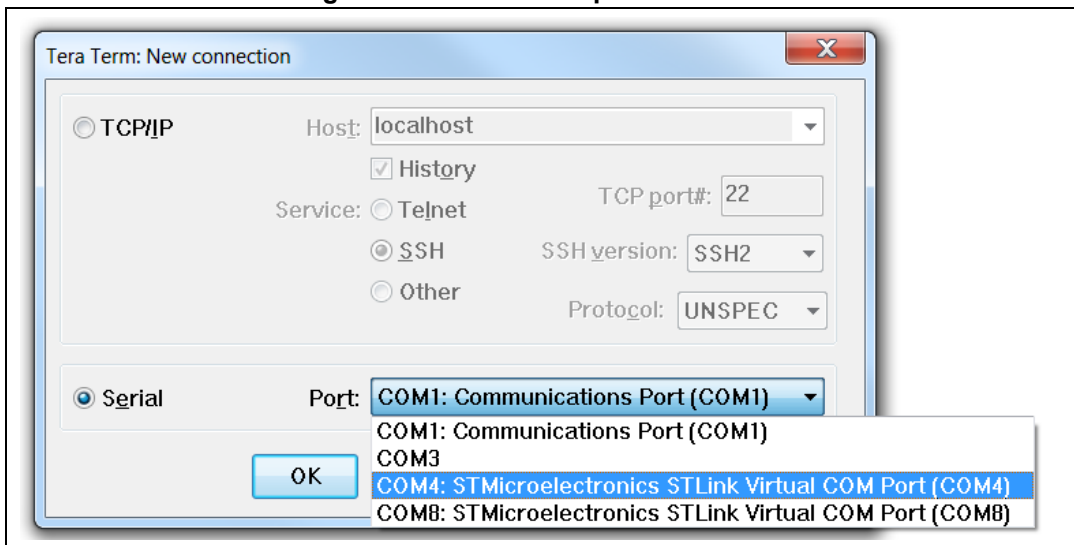 Tera Term: New connection
TCP/IP Host: localhost
History
TCP port#: 22
Service: Telnet
SSH SSH version: SSH2
Other
Protocol: UNSPEC
Serial Port: COM1: Communications Port (COM1)
COM1: Communications Port (COM1)
COM3
OK
COM4: STMicroelectronics STLink Virtual COM Port (COM4)
COM8: STMicroelectronics STLink Virtual COM Port (COM8)